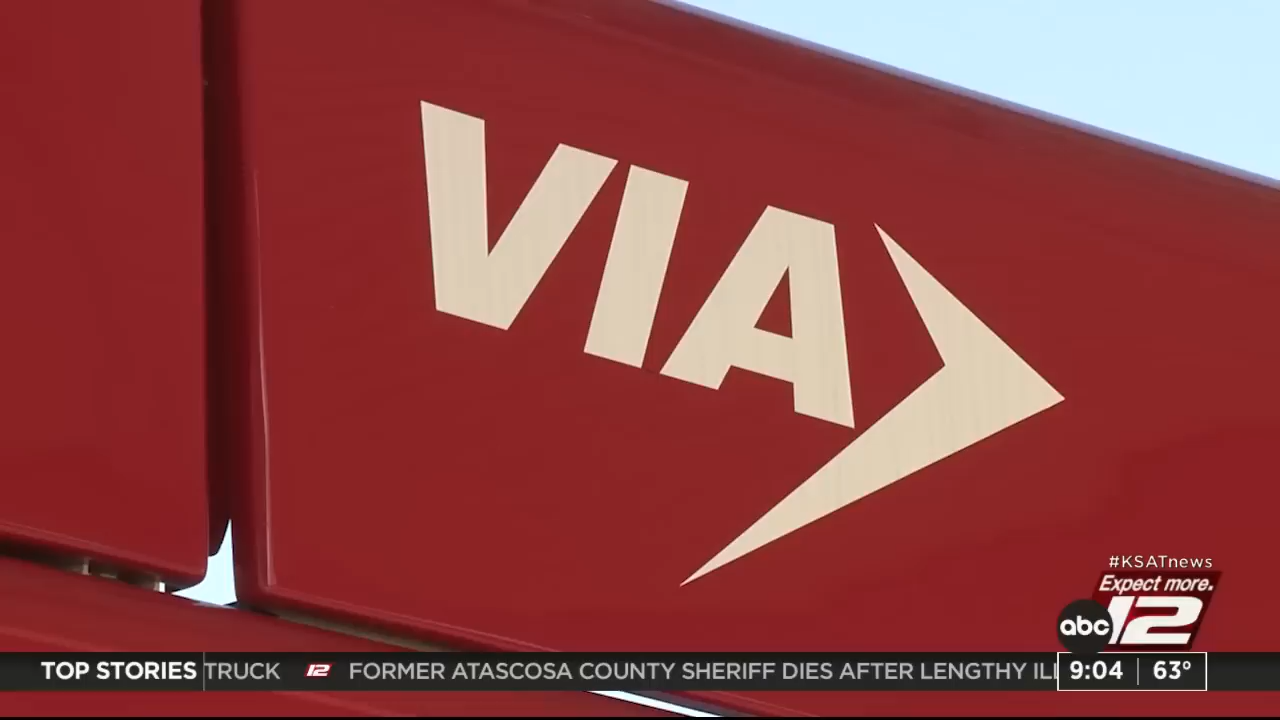 VIA
#KSATnews
Expect more.
abc 12
TOP STORIES TRUCK 12 FORMER ATASCOSA COUNTY SHERIFF DIES AFTER LENGTHY 9:04 63°